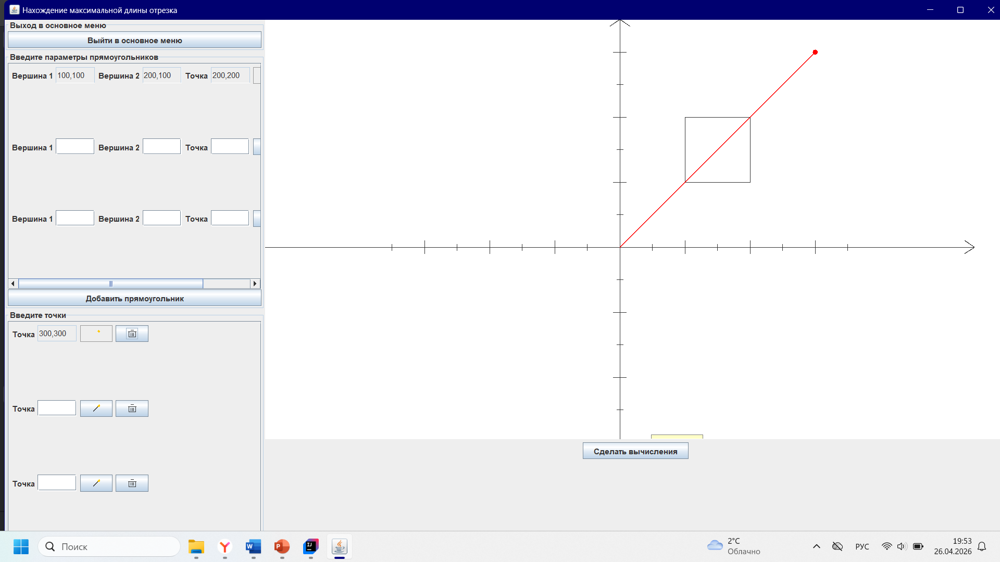 Нахождение максимальной длины отрезка
Выход в основное меню
Выйти в основное меню
Введите параметры прямоугольников
Вершина 1 100,100 Вершина 2 200,100 Точка 200,200
Вершина 1 Вершина 2 Точка
Вершина 1 Вершина 2 Точка
Добавить прямоугольник
Введите точки
Точка 300,300
Точка
Точка
Сделать вычисления
Поиск
2°C
Облачно
РУС
19:53
26.04.2026